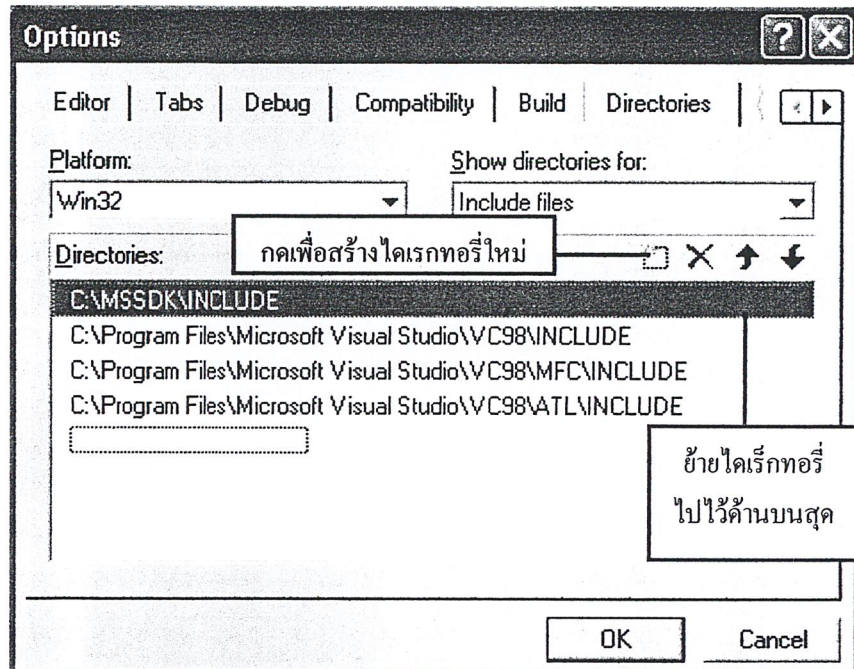 Options
Editor Tabs Debug Compatibility Build Directories
Platform: Show directories for:
Win32 Include files
Directories: กดเพื่อสร้างไดเรกทอรี่ใหม่
C:\MSSDK\INCLUDE
C:\Program Files\Microsoft Visual Studio\VC98\INCLUDE
C:\Program Files\Microsoft Visual Studio\VC98\MFC\INCLUDE
C:\Program Files\Microsoft Visual Studio\VC98\ATL\INCLUDE
ย้ายไดเร็กทอรี่
ไปไว้ด้านบนสุด
OK Cancel